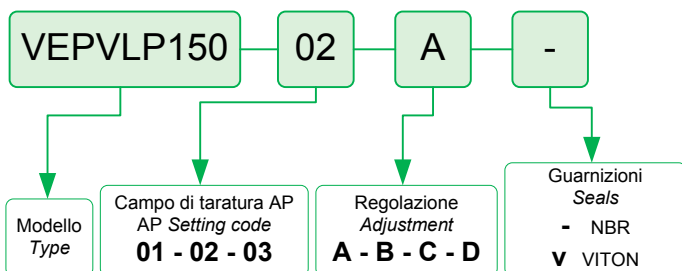 VEPVLP150 02 A -
Modello
Type
Campo di taratura AP
AP Setting code
01 - 02 - 03
Regolazione
Adjustment
A - B - C - D
Guarnizioni
Seals
- NBR
V VITON